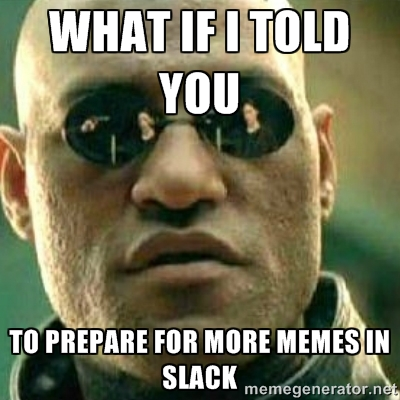 WHAT IF I TOLD
YOU
TO PREPARE FOR MORE MEMES IN
SLACK
memegenerator.net